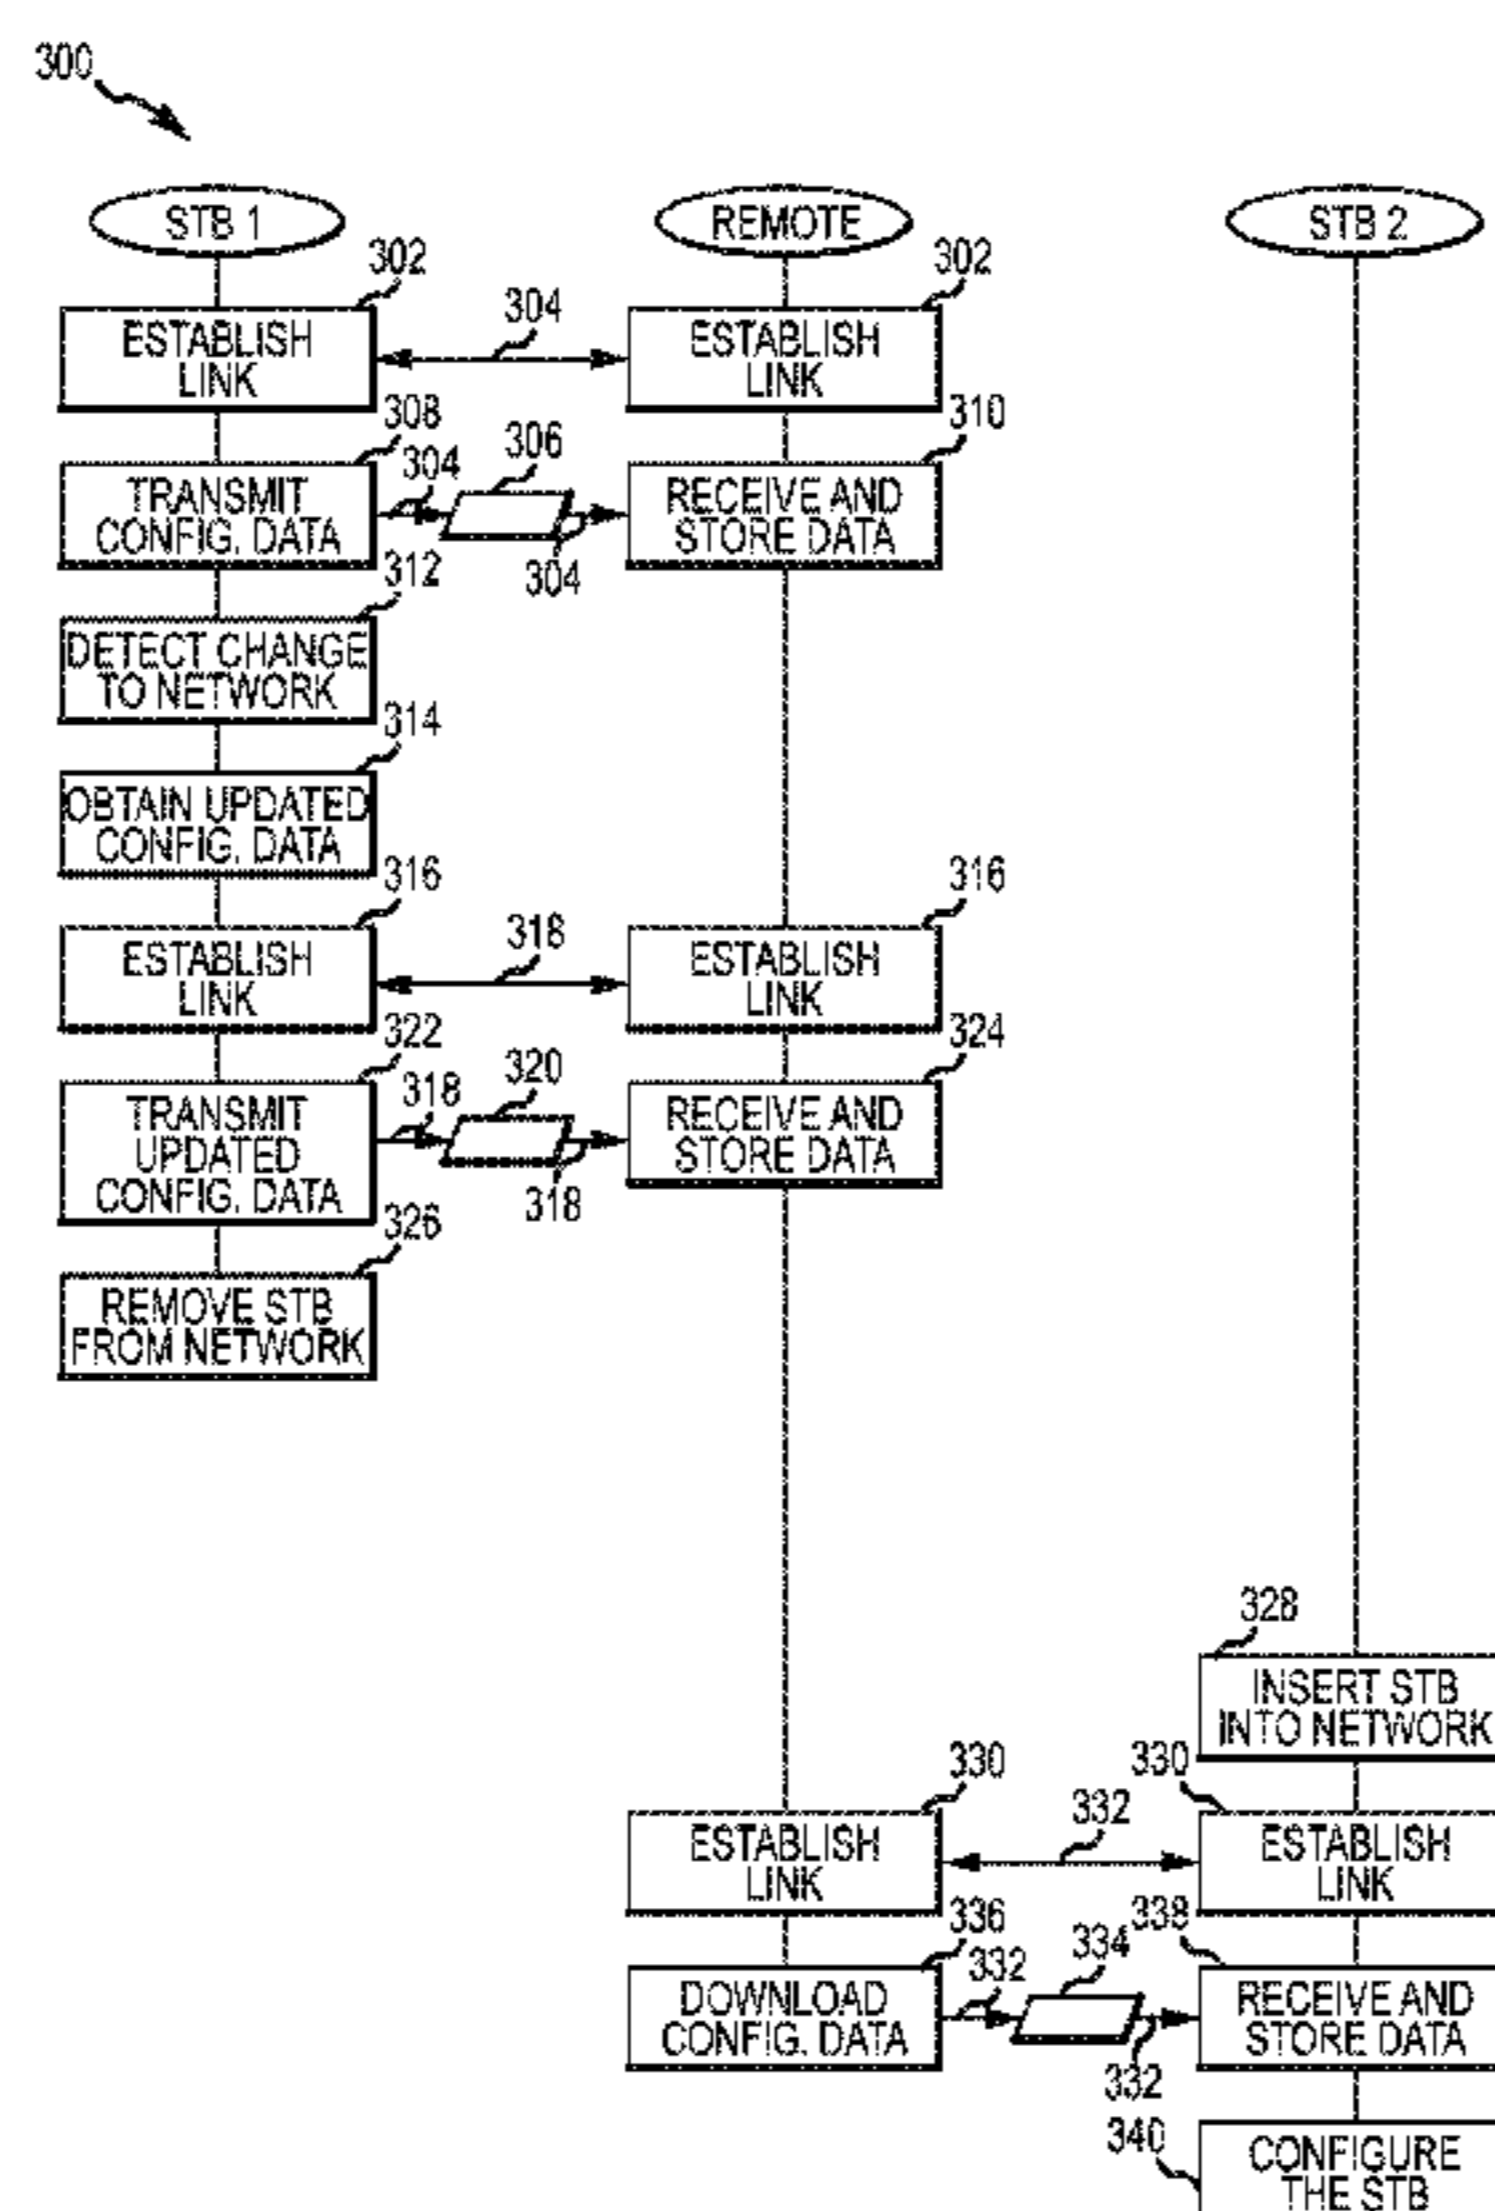 300
STB 1
REMOTE
STB 2
302
302
304
ESTABLISH
LINK
ESTABLISH
LINK
308
310
304
306
TRANSMIT
CONFIG. DATA
RECEIVE AND
STORE DATA
304
312
DETECT CHANGE
TO NETWORK
314
OBTAIN UPDATED
CONFIG. DATA
316
316
318
ESTABLISH
LINK
ESTABLISH
LINK
322
324
318
320
TRANSMIT
UPDATED
CONFIG. DATA
RECEIVE AND
STORE DATA
318
326
REMOVE STB
FROM NETWORK
328
INSERT STB
INTO NETWORK
330
330
332
ESTABLISH
LINK
ESTABLISH
LINK
336
338
332
334
DOWNLOAD
CONFIG. DATA
RECEIVE AND
STORE DATA
332
340
CONFIGURE
THE STB